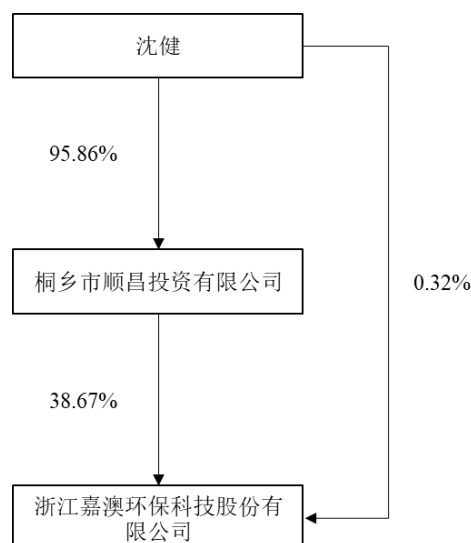 沈健
95.86%
桐乡市顺昌投资有限公司
0.32%
38.67%
浙江嘉澳环保科技股份有
限公司